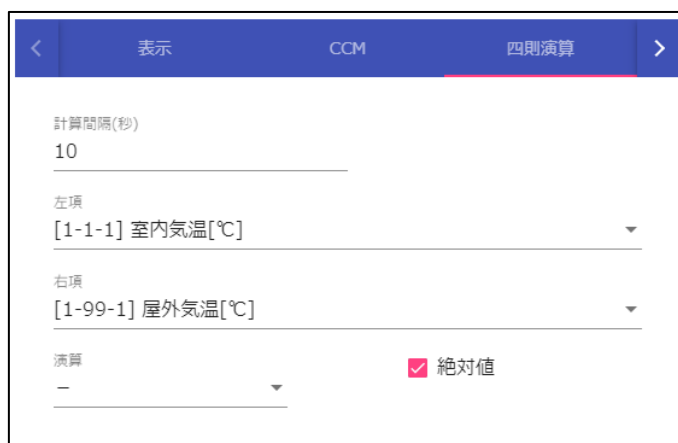 表示 CCM 四則演算
計算間隔(秒)
10
左項
[1-1-1] 室内気温[℃]
右項
[1-99-1] 屋外気温[℃]
演算
－
絶対値